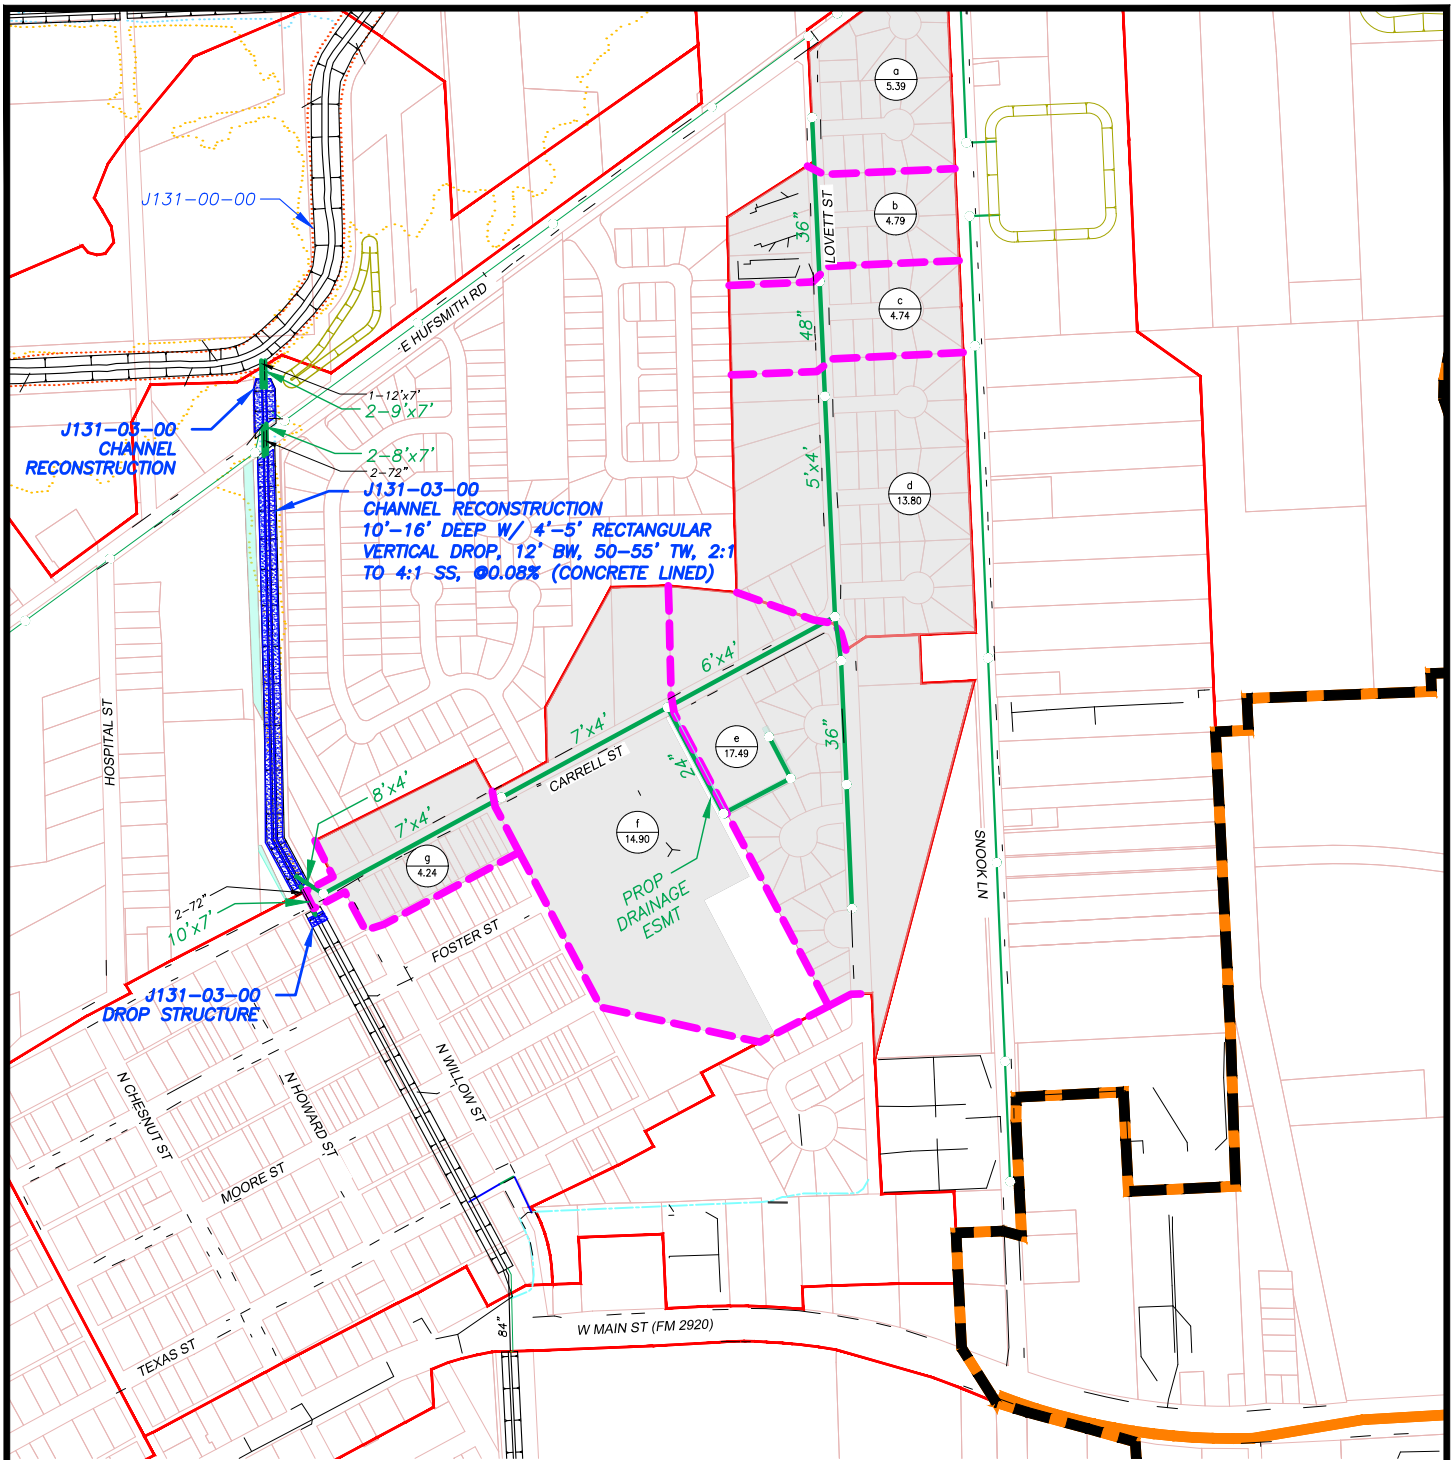 a
5.39
J131-00-00
b
4.79
36"
LOVETT ST
c
4.74
48"
E HUFSMITH RD
1-12'x7'
2-9'x7'
J131-03-00
CHANNEL
RECONSTRUCTION
2-8'x7'
2-72"
5'x4'
d
13.80
J131-03-00
CHANNEL RECONSTRUCTION
10'-16' DEEP W/ 4'-5' RECTANGULAR
VERTICAL DROP, 12' BW, 50-55' TW, 2:1
TO 4:1 SS, @0.08% (CONCRETE LINED)
6'x4'
HOSPITAL ST
7'x4'
36"
e
17.49
24"
CARRELL ST
8'x4'
7'x4'
f
14.90
g
4.24
SNOOK LN
PROP
DRAINAGE
ESMT
2-72"
10'x7'
FOSTER ST
J131-03-00
DROP STRUCTURE
N CHESNUT ST
N HOWARD ST
N WILLOW ST
MOORE ST
TEXAS ST
84"
W MAIN ST (FM 2920)